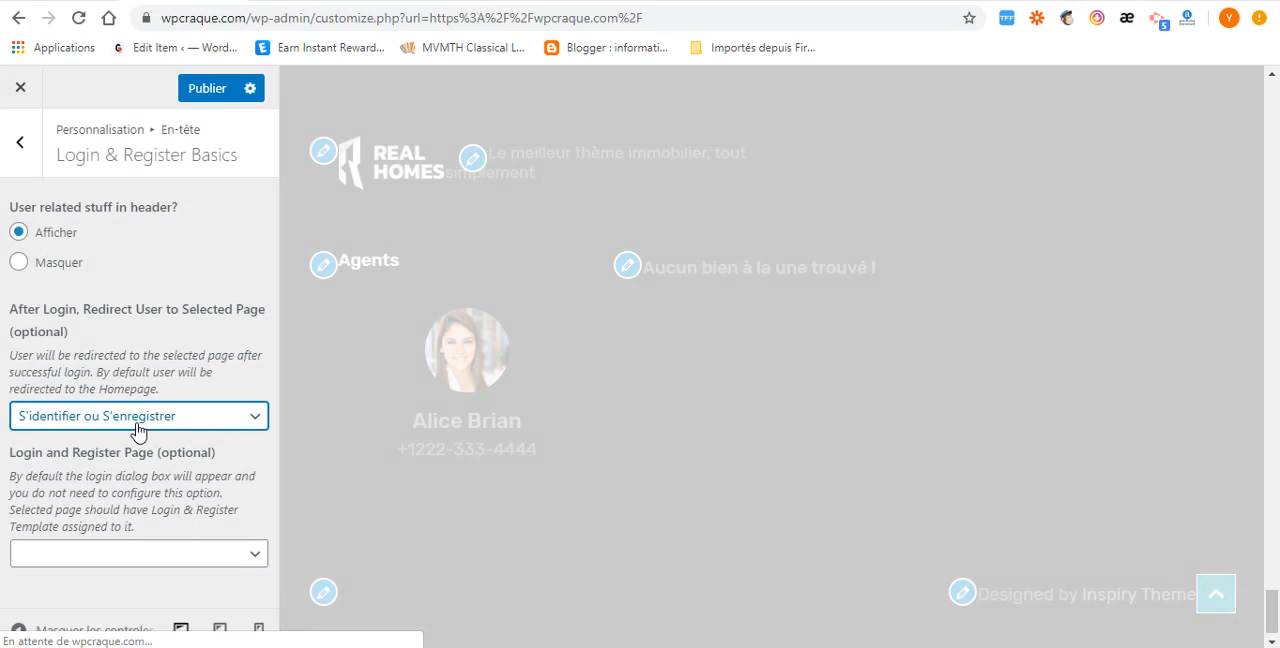 wpcraque.com/wp-admin/customize.php?url=https%3A%2F%2Fwpcraque.com%2F
TFF
æ
5
Y
Applications
Edit Item ‹ — Word...
Earn Instant Reward...
MVMTH Classical L...
Blogger : informati...
Importés depuis Fir...
Publier
Personnalisation ▸ En-tête
Login & Register Basics
User related stuff in header?
Afficher
Masquer
After Login, Redirect User to Selected Page
(optional)
User will be redirected to the selected page after
successful login. By default user will be
redirected to the Homepage.
S'identifier ou S'enregistrer
Login and Register Page (optional)
By default the login dialog box will appear and
you do not need to configure this option.
Selected page should have Login & Register
Template assigned to it.
Masquer les controles
En attente de wpcraque.com...
REAL
HOMES
Le meilleur thème immobilier, tout
simplement
Agents
Aucun bien à la une trouvé !
Alice Brian
+1222-333-4444
Designed by Inspiry Theme